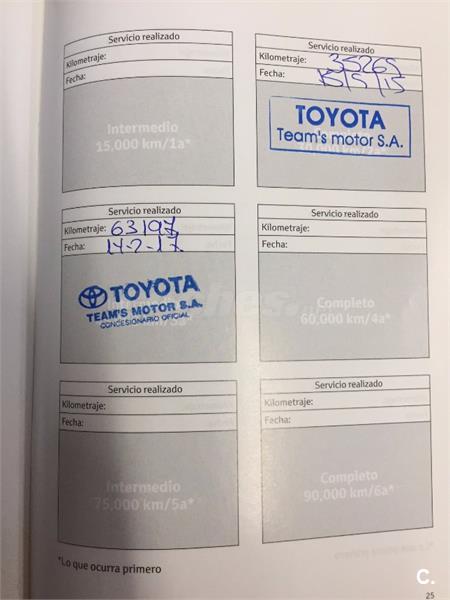 Servicio realizado
Kilometraje:
Fecha:
Intermedio
15,000 km/1a*
Servicio realizado
Kilometraje: 35265
Fecha: 15/5/15
TOYOTA
Team's motor S.A.
Servicio realizado
Kilometraje: 63197
Fecha: 14-2-17
TOYOTA
TEAM'S MOTOR S.A.
CONCESIONARIO OFICIAL
Servicio realizado
Kilometraje:
Fecha:
Completo
60,000 km/4a*
Servicio realizado
Kilometraje:
Fecha:
Intermedio
75,000 km/5a*
Servicio realizado
Kilometraje:
Fecha:
Completo
90,000 km/6a*
*Lo que ocurra primero
25
C.